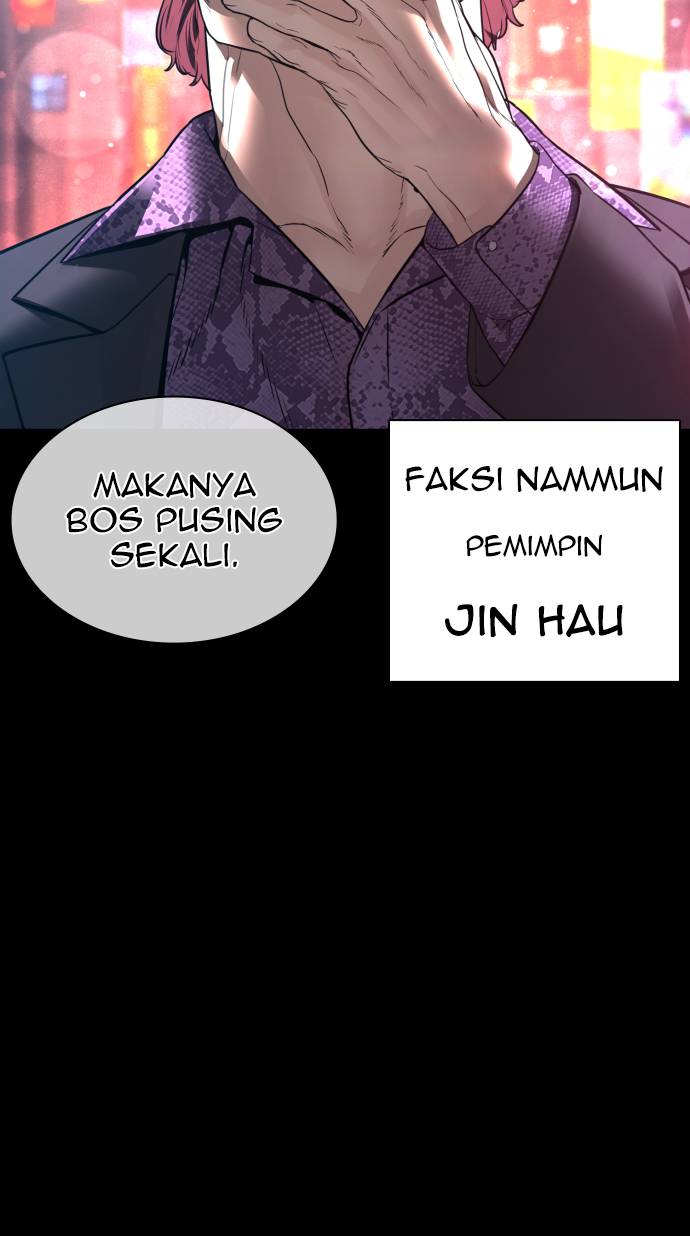 MAKANYA
BOS PUSING
SEKALI.
FAKSI NAMMUN
PEMIMPIN
JIN HAU